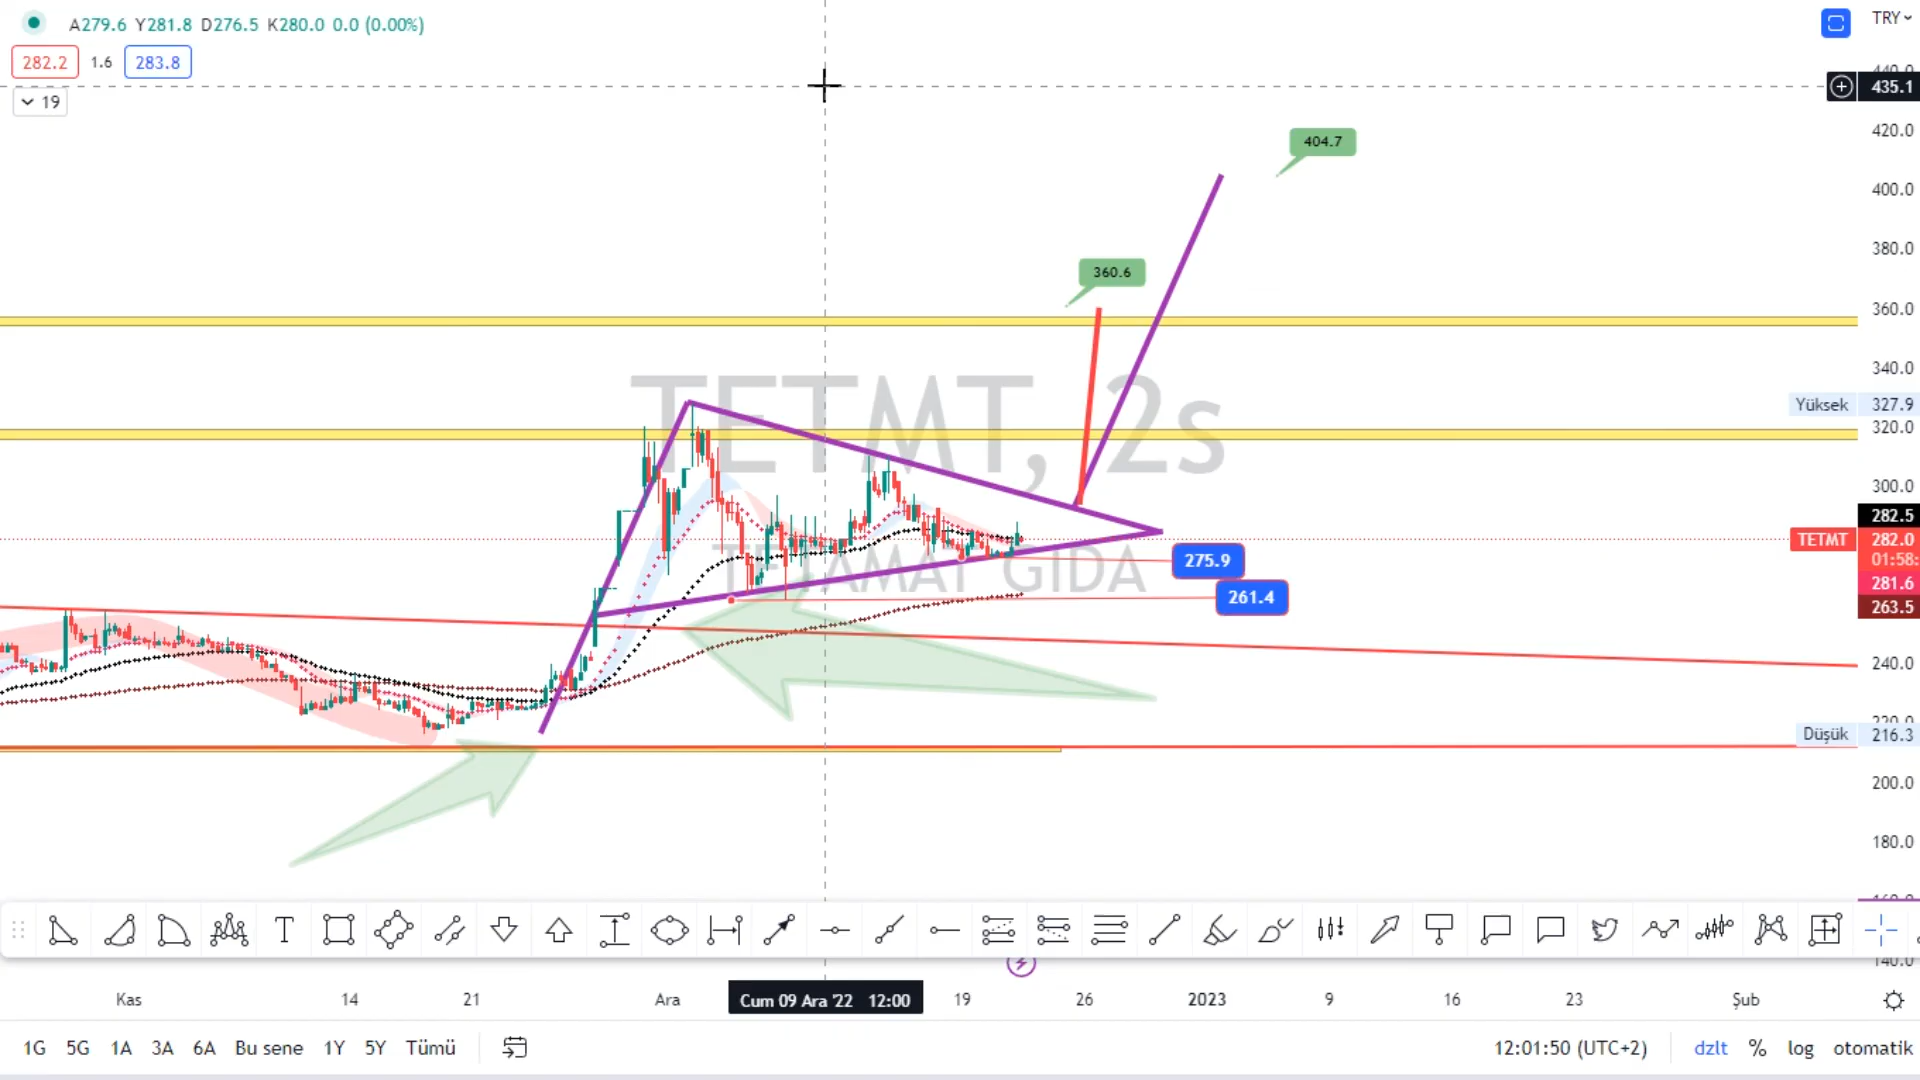 A279.6 Y281.8 D276.5 K280.0 0.0 (0.00%)
TRY
282.2 1.6 283.8
19
435.1
420.0
404.7
400.0
380.0
360.6
360.0
340.0
Yüksek 327.9
320.0
TETMT, 2s
300.0
282.5
TETMT 282.0
01:58:
TETAMAT GIDA
275.9
281.6
261.4
263.5
240.0
Düşük 216.3
200.0
180.0
Kas 14 21 Ara Cum 09 Ara '22 12:00 19 26 2023 9 16 23 Şub
1G 5G 1A 3A 6A Bu sene 1Y 5Y Tümü 12:01:50 (UTC+2) dzlt % log otomatik